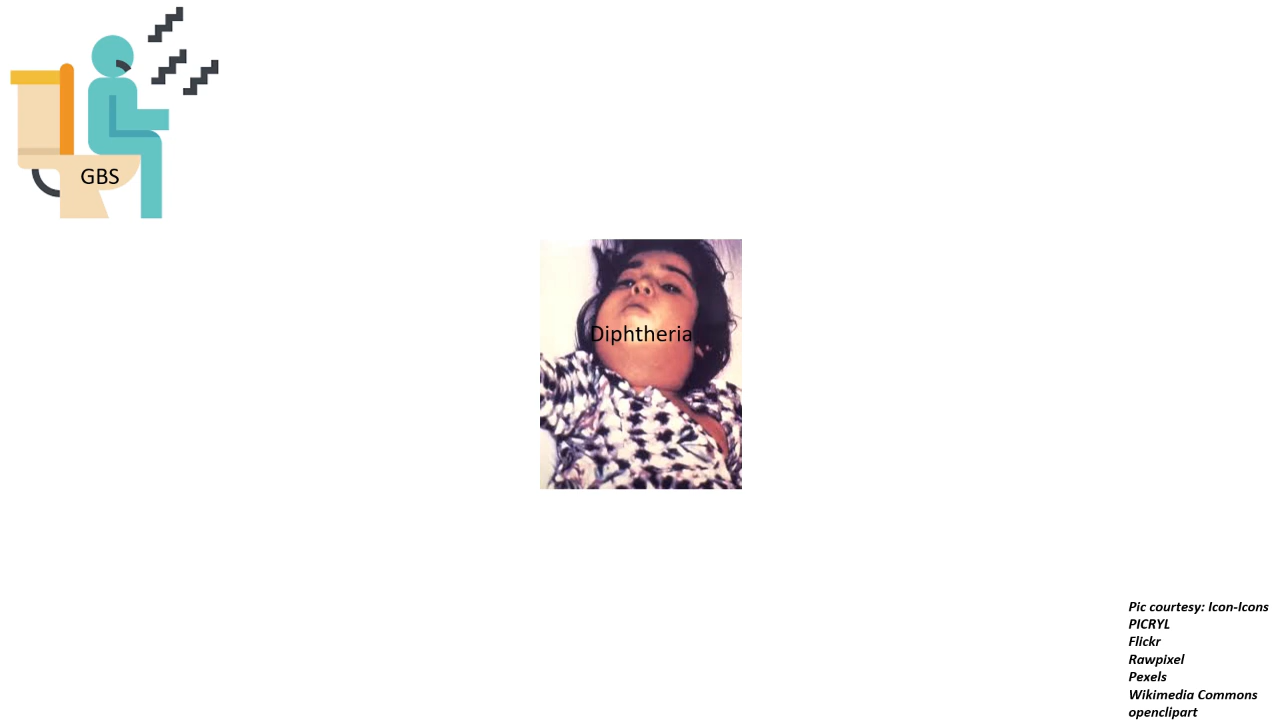 GBS
Diphtheria
Pic courtesy: Icon-Icons
PICRYL
Flickr
Rawpixel
Pexels
Wikimedia Commons
openclipart